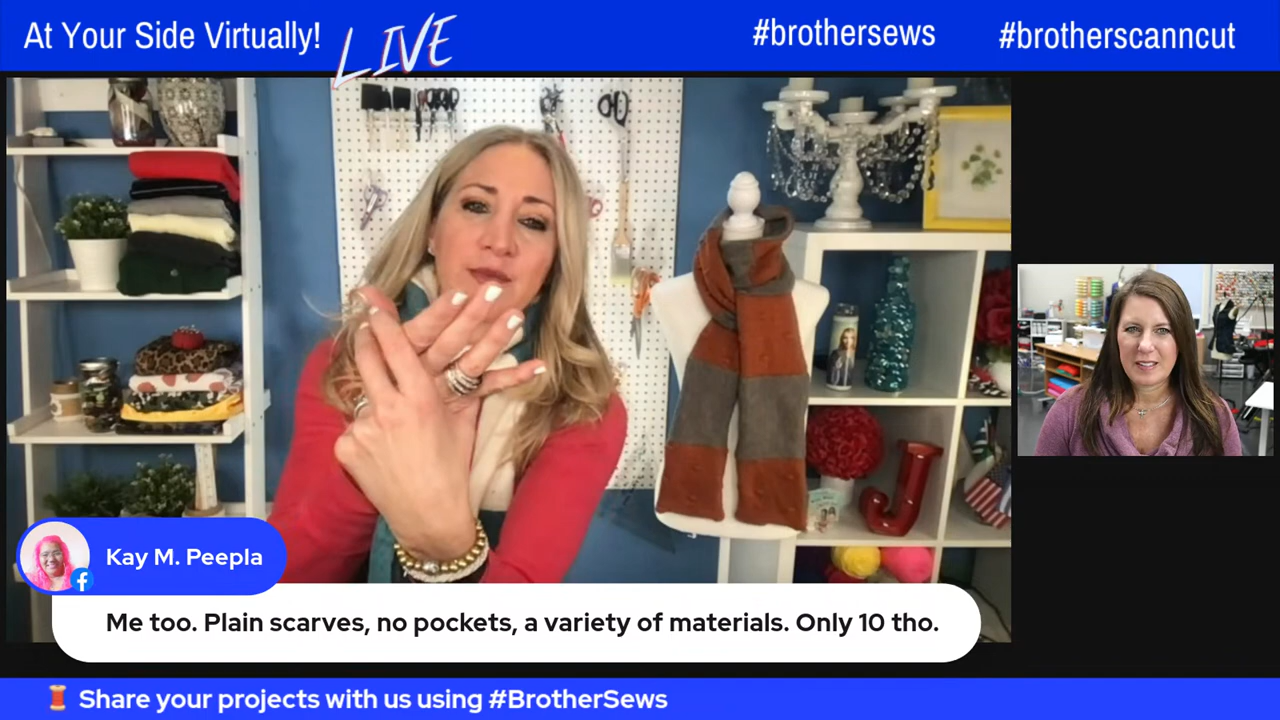 At Your Side Virtually! LIVE #brothersews #brotherscanncut
J
Kay M. Peepla
Me too. Plain scarves, no pockets, a variety of materials. Only 10 tho.
Share your projects with us using #BrotherSews